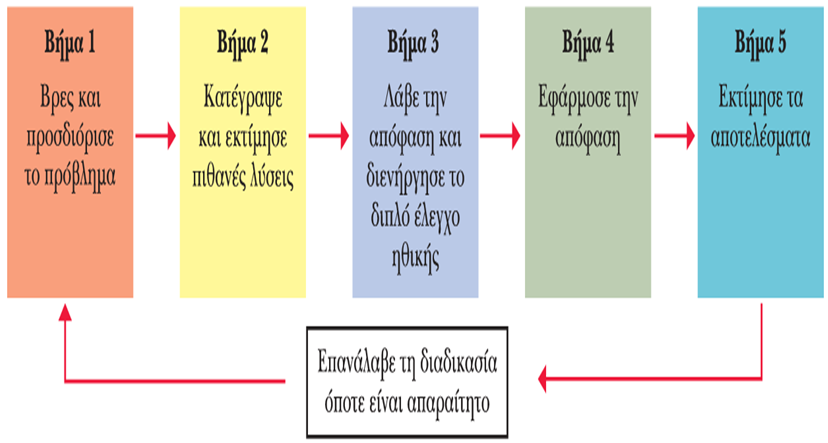 Βήμα 1
Βρες και
προσδιόρισε
το πρόβλημα
Βήμα 2
Κατέγραψε
και εκτίμησε
πιθανές λύσεις
Βήμα 3
Λάβε την
απόφαση και
διενήργησε το
διπλό έλεγχο
ηθικής
Βήμα 4
Εφάρμοσε την
απόφαση
Βήμα 5
Εκτίμησε τα
αποτελέσματα
Επανάλαβε τη διαδικασία
όποτε είναι απαραίτητο